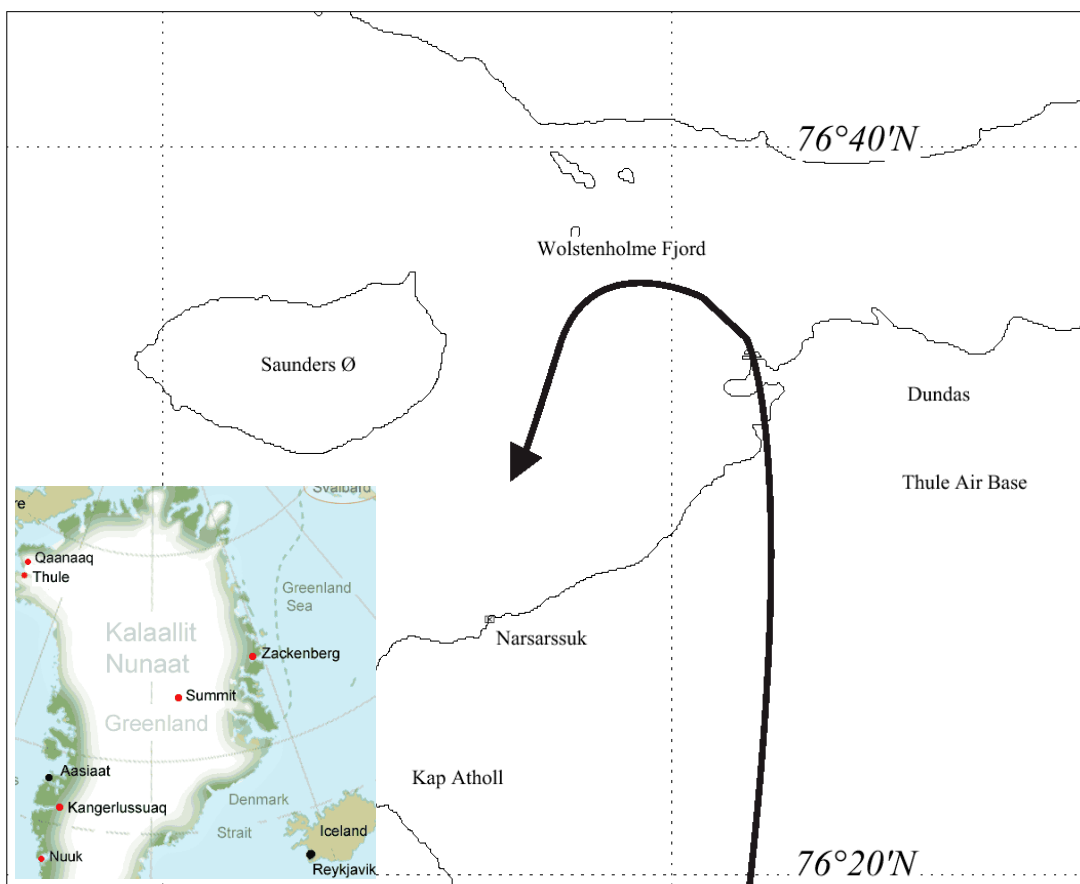 76°40'N
Wolstenholme Fjord
Saunders Ø
Dundas
Thule Air Base
Narsarssuk
Kap Atholl
76°20'N
Svalbard
re
Qaanaaq
Thule
Greenland
Sea
Kalaallit
Nunaat
Zackenberg
Summit
Greenland
Aasiaat
s
Kangerlussuaq
Denmark
Strait
Iceland
Nuuk
Reykjavik